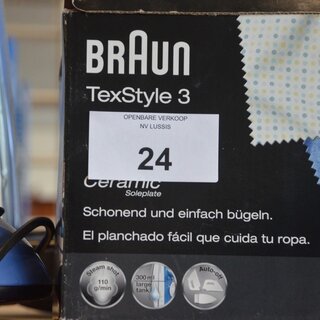 BRAUN
TexStyle 3
OPENBARE VERKOOP
NV LUSSIS
24
Ceramic
Soleplate
Schonend und einfach bügeln.
El planchado fácil que cuida tu ropa.
Steam shot
110
g/min
300 ml
large
tank
Auto-off